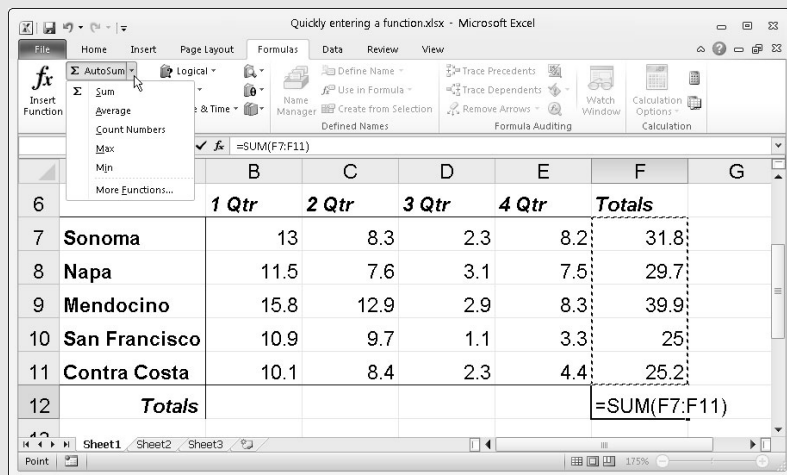 Quickly entering a function.xlsx - Microsoft Excel
File Home Insert Page Layout Formulas Data Review View
fx Σ AutoSum Logical Define Name Trace Precedents
Insert Function
Σ Sum
Average
Count Numbers
Max
Min
More Functions...
& Time
Name Manager
Use in Formula
Create from Selection
Defined Names
Trace Dependents
Remove Arrows
Formula Auditing
Watch Window
Calculation Options
Calculation
fx =SUM(F7:F11)
B C D E F G
6 1 Qtr 2 Qtr 3 Qtr 4 Qtr Totals
7 Sonoma 13 8.3 2.3 8.2 31.8
8 Napa 11.5 7.6 3.1 7.5 29.7
9 Mendocino 15.8 12.9 2.9 8.3 39.9
10 San Francisco 10.9 9.7 1.1 3.3 25
11 Contra Costa 10.1 8.4 2.3 4.4 25.2
12 Totals =SUM(F7:F11)
Sheet1 Sheet2 Sheet3
Point 175%